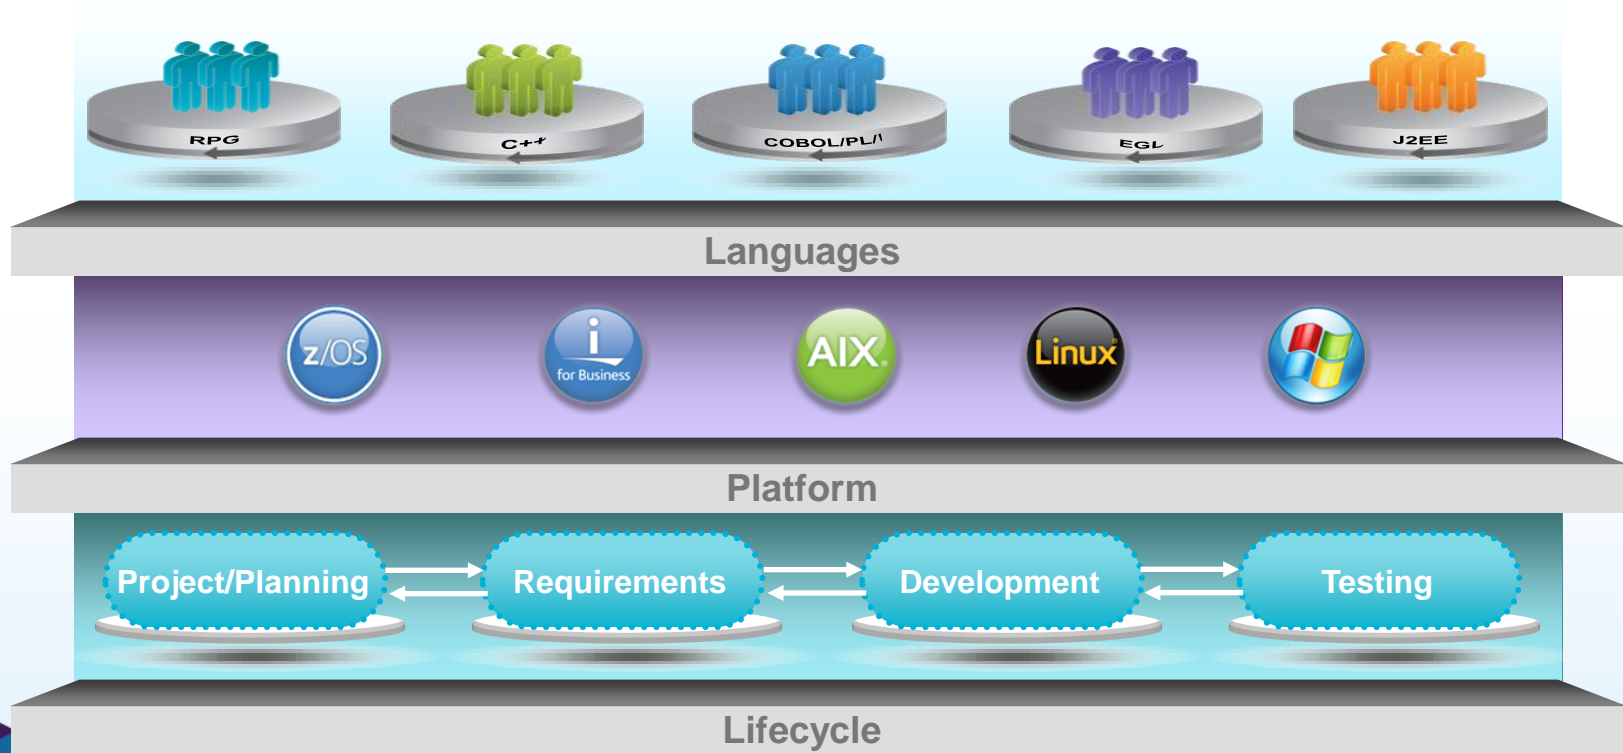 RPG
C++
COBOL/PL/I
EGL
J2EE
Languages
z/OS
i
for Business
AIX
Linux
Platform
Project/Planning
Requirements
Development
Testing
Lifecycle